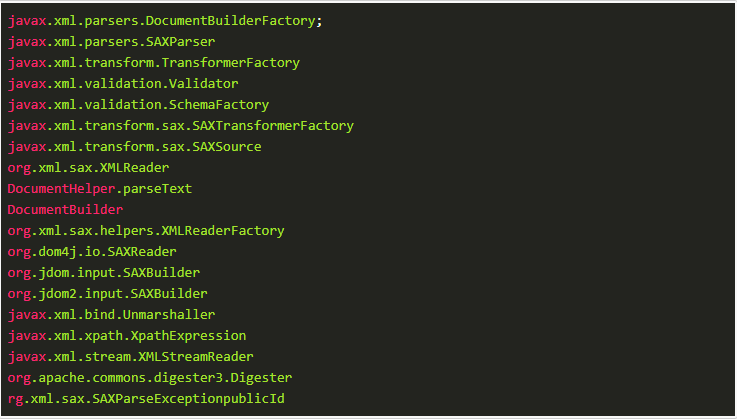 javax.xml.parsers.DocumentBuilderFactory;
javax.xml.parsers.SAXParser
javax.xml.transform.TransformerFactory
javax.xml.validation.Validator
javax.xml.validation.SchemaFactory
javax.xml.transform.sax.SAXTransformerFactory
javax.xml.transform.sax.SAXSource
org.xml.sax.XMLReader
DocumentHelper.parseText
DocumentBuilder
org.xml.sax.helpers.XMLReaderFactory
org.dom4j.io.SAXReader
org.jdom.input.SAXBuilder
org.jdom2.input.SAXBuilder
javax.xml.bind.Unmarshaller
javax.xml.xpath.XpathExpression
javax.xml.stream.XMLStreamReader
org.apache.commons.digester3.Digester
rg.xml.sax.SAXParseExceptionpublicId